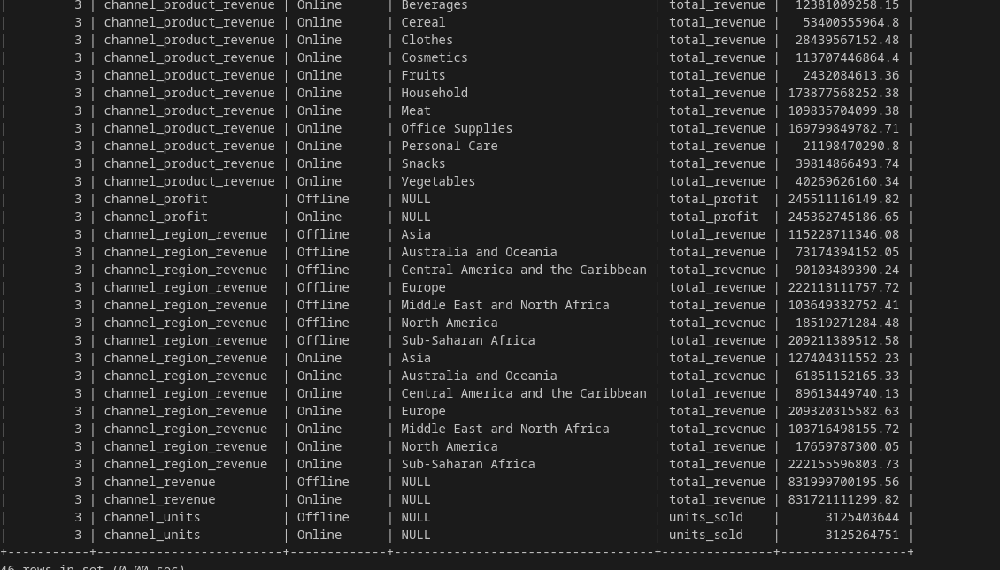 |         3 | channel_product_revenue | Online      | Beverages                         | total_revenue |  12381009258.15 |
|         3 | channel_product_revenue | Online      | Cereal                            | total_revenue |   53400555964.8 |
|         3 | channel_product_revenue | Online      | Clothes                           | total_revenue |  28439567152.48 |
|         3 | channel_product_revenue | Online      | Cosmetics                         | total_revenue |  113707446864.4 |
|         3 | channel_product_revenue | Online      | Fruits                            | total_revenue |   2432084613.36 |
|         3 | channel_product_revenue | Online      | Household                         | total_revenue | 173877568252.38 |
|         3 | channel_product_revenue | Online      | Meat                              | total_revenue | 109835704099.38 |
|         3 | channel_product_revenue | Online      | Office Supplies                   | total_revenue | 169799849782.71 |
|         3 | channel_product_revenue | Online      | Personal Care                     | total_revenue |   21198470290.8 |
|         3 | channel_product_revenue | Online      | Snacks                            | total_revenue |  39814866493.74 |
|         3 | channel_product_revenue | Online      | Vegetables                        | total_revenue |  40269626160.34 |
|         3 | channel_profit          | Offline     | NULL                              | total_profit  | 245511116149.82 |
|         3 | channel_profit          | Online      | NULL                              | total_profit  | 245362745186.65 |
|         3 | channel_region_revenue  | Offline     | Asia                              | total_revenue | 115228711346.08 |
|         3 | channel_region_revenue  | Offline     | Australia and Oceania             | total_revenue |  73174394152.05 |
|         3 | channel_region_revenue  | Offline     | Central America and the Caribbean | total_revenue |  90103489390.24 |
|         3 | channel_region_revenue  | Offline     | Europe                            | total_revenue | 222113111757.72 |
|         3 | channel_region_revenue  | Offline     | Middle East and North Africa      | total_revenue | 103649332752.41 |
|         3 | channel_region_revenue  | Offline     | North America                     | total_revenue |  18519271284.48 |
|         3 | channel_region_revenue  | Offline     | Sub-Saharan Africa                | total_revenue | 209211389512.58 |
|         3 | channel_region_revenue  | Online      | Asia                              | total_revenue | 127404311552.23 |
|         3 | channel_region_revenue  | Online      | Australia and Oceania             | total_revenue |  61851152165.33 |
|         3 | channel_region_revenue  | Online      | Central America and the Caribbean | total_revenue |  89613449740.13 |
|         3 | channel_region_revenue  | Online      | Europe                            | total_revenue | 209320315582.63 |
|         3 | channel_region_revenue  | Online      | Middle East and North Africa      | total_revenue | 103716498155.72 |
|         3 | channel_region_revenue  | Online      | North America                     | total_revenue |  17659787300.05 |
|         3 | channel_region_revenue  | Online      | Sub-Saharan Africa                | total_revenue | 222155596803.73 |
|         3 | channel_revenue         | Offline     | NULL                              | total_revenue | 831999700195.56 |
|         3 | channel_revenue         | Online      | NULL                              | total_revenue | 831721111299.82 |
|         3 | channel_units           | Offline     | NULL                              | units_sold    |      3125403644 |
|         3 | channel_units           | Online      | NULL                              | units_sold    |      3125264751 |
+-----------+-------------------------+-------------+-----------------------------------+---------------+-----------------+
46 rows in set (0.00 sec)